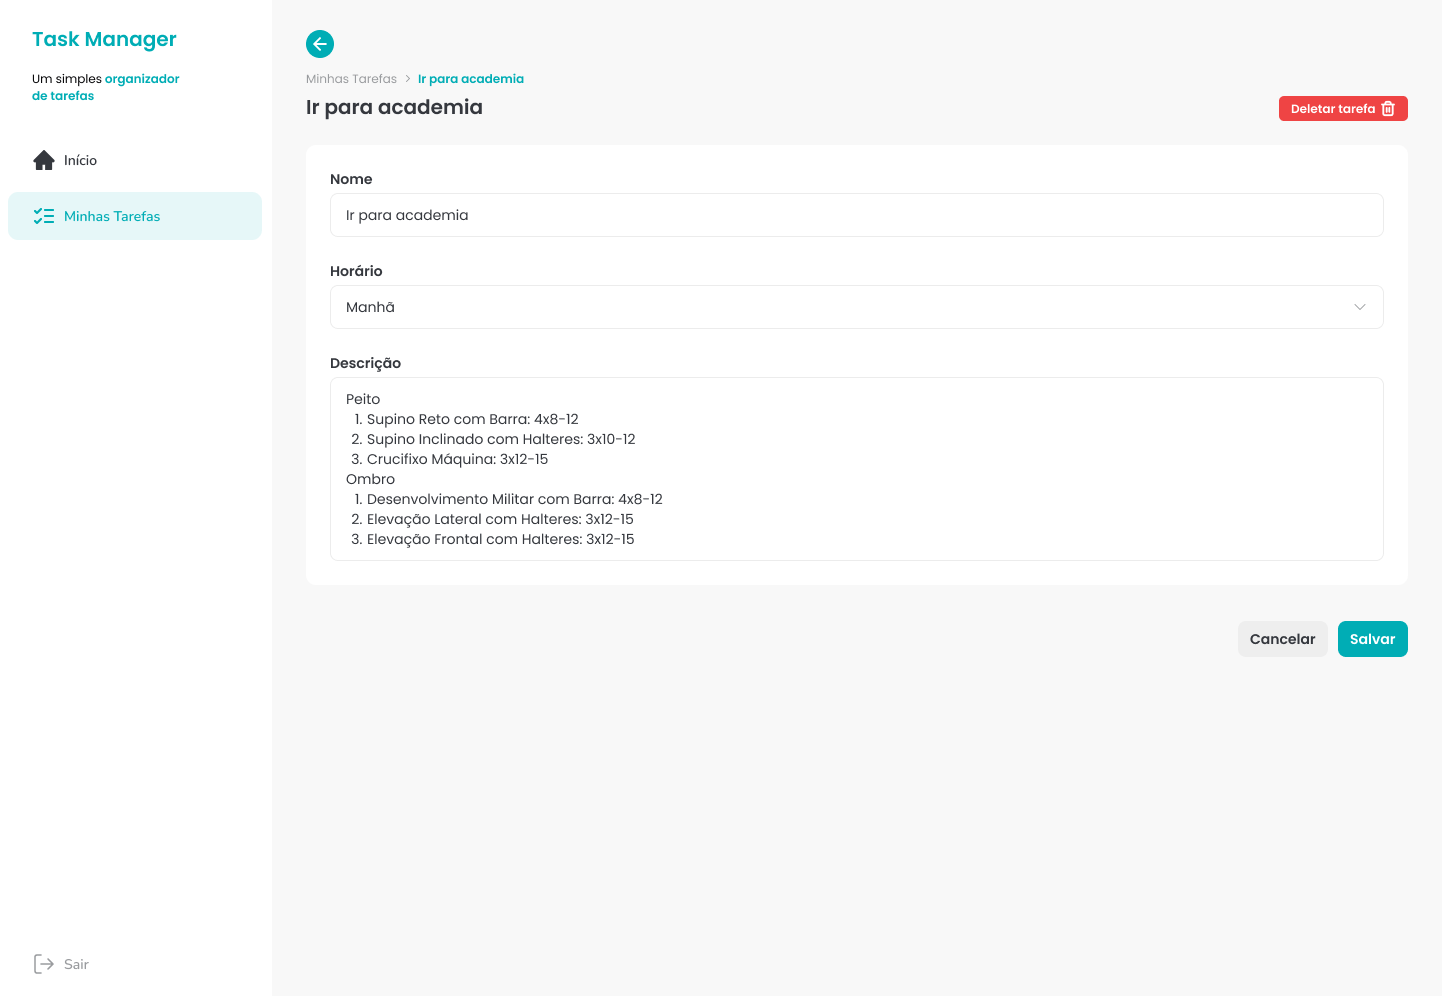 Task Manager
Um simples organizador
de tarefas
Início
Minhas Tarefas
Sair
Minhas Tarefas > Ir para academia
Ir para academia
Deletar tarefa
Nome
Ir para academia
Horário
Manhã
Descrição
Peito
1. Supino Reto com Barra: 4x8-12
2. Supino Inclinado com Halteres: 3x10-12
3. Crucifixo Máquina: 3x12-15
Ombro
1. Desenvolvimento Militar com Barra: 4x8-12
2. Elevação Lateral com Halteres: 3x12-15
3. Elevação Frontal com Halteres: 3x12-15
Cancelar
Salvar